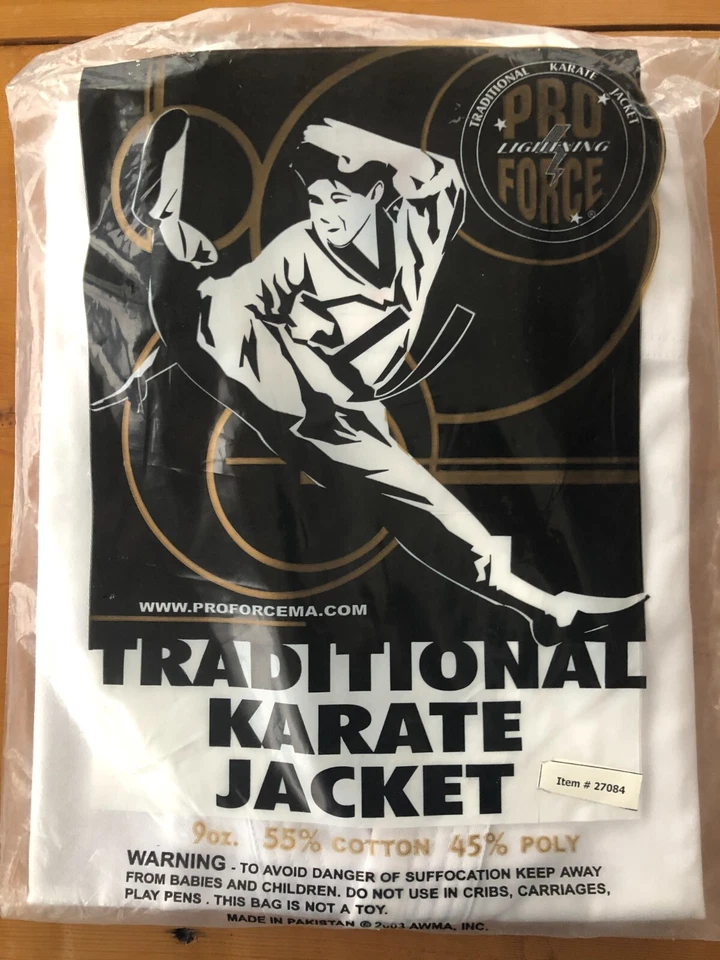 TRADITIONAL KARATE JACKET
PRO
LIGHTNING
FORCE
®
WWW.PROFORCEMA.COM
TRADITIONAL
KARATE
JACKET
Item # 27084
9oz. 55% COTTON 45% POLY
WARNING - TO AVOID DANGER OF SUFFOCATION KEEP AWAY
FROM BABIES AND CHILDREN. DO NOT USE IN CRIBS, CARRIAGES,
PLAY PENS . THIS BAG IS NOT A TOY.
MADE IN PAKISTAN © 2003 AWMA, INC.